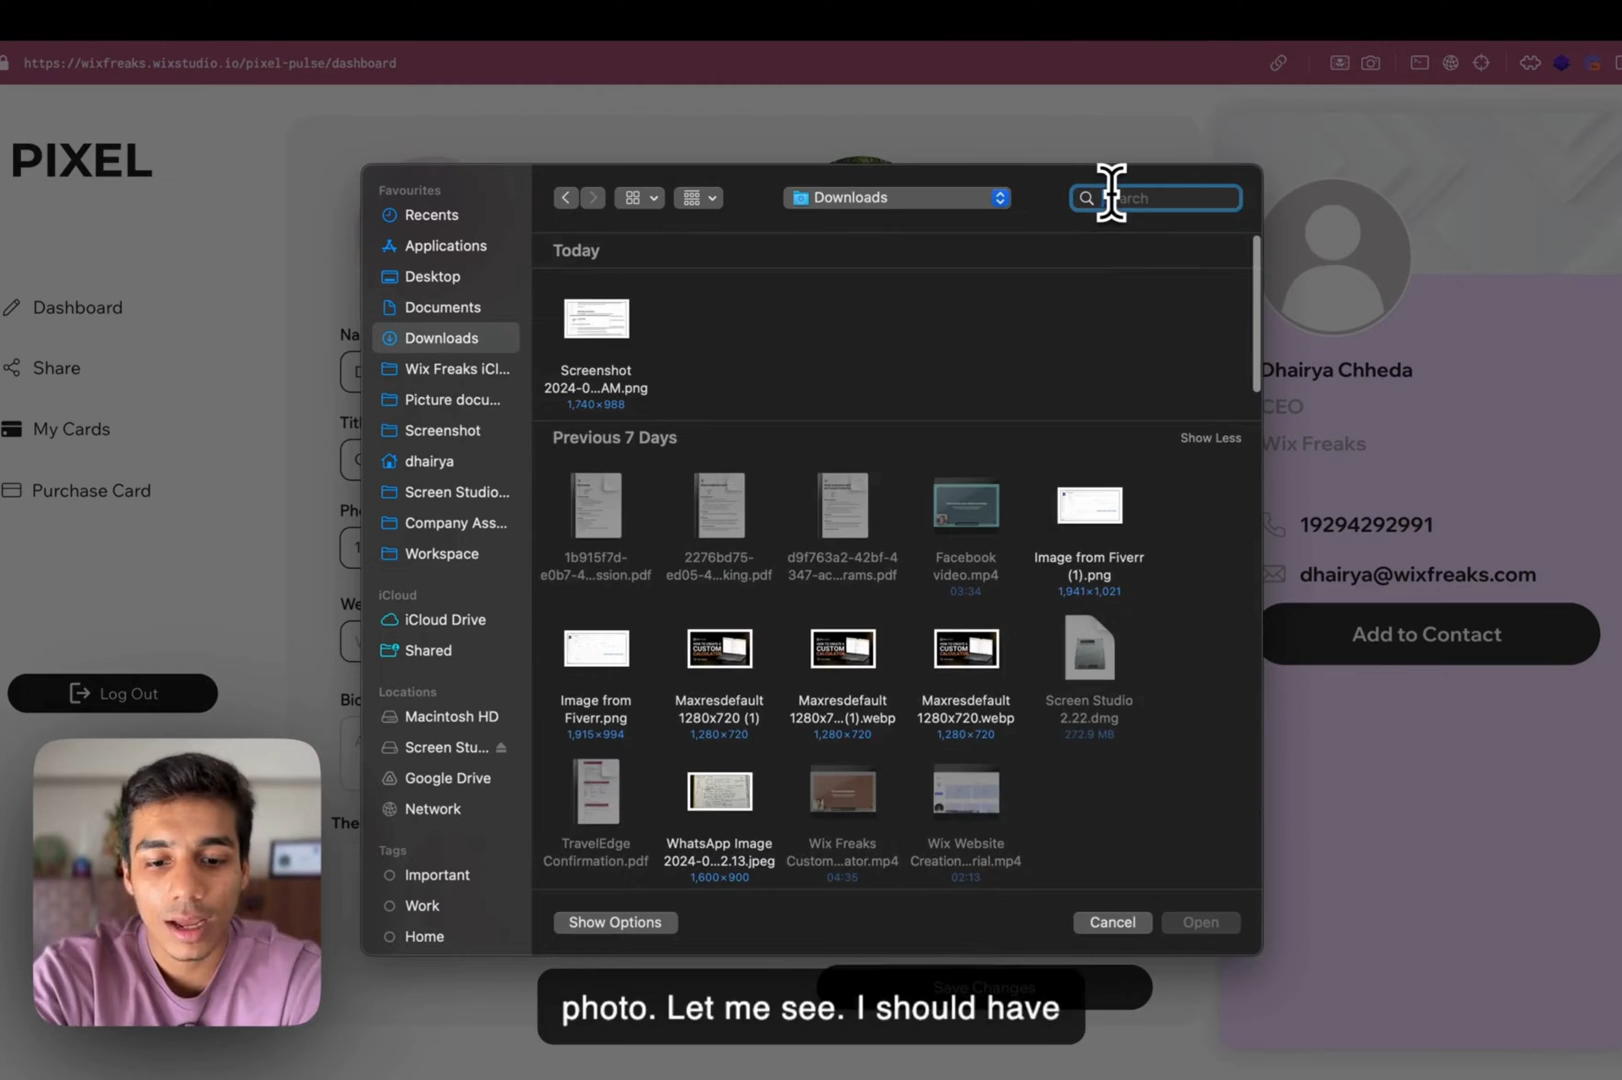 https://wixfreaks.wixstudio.io/pixel-pulse/dashboard
PIXEL
Dashboard
Share
My Cards
Purchase Card
Log Out
Na
Titl
Pho
We
Bio
The
Favourites
Recents
Applications
Desktop
Documents
Downloads
Wix Freaks iCl...
Picture docu...
Screenshot
dhairya
Screen Studio...
Company Ass...
Workspace
iCloud
iCloud Drive
Shared
Locations
Macintosh HD
Screen Stu...
Google Drive
Network
Tags
Important
Work
Home
Downloads
arch
Today
Screenshot
2024-0...AM.png
1,740×988
Previous 7 Days
Show Less
1b915f7d-
e0b7-4...ssion.pdf
2276bd75-
ed05-4...king.pdf
d9f763a2-42bf-4
347-ac...rams.pdf
Facebook
video.mp4
03:34
Image from Fiverr
(1).png
1,941×1,021
Image from
Fiverr.png
1,915×994
Maxresdefault
1280x720 (1)
1,280×720
Maxresdefault
1280x7...(1).webp
1,280×720
Maxresdefault
1280x720.webp
1,280×720
Screen Studio
2.22.dmg
272.9 MB
TravelEdge
Confirmation.pdf
WhatsApp Image
2024-0...2.13.jpeg
1,600×900
Wix Freaks
Custom...ator.mp4
04:35
Wix Website
Creation...rial.mp4
02:13
Show Options
Cancel
Open
Dhairya Chheda
CEO
Wix Freaks
19294292991
dhairya@wixfreaks.com
Add to Contact
Save Changes
photo. Let me see. I should have